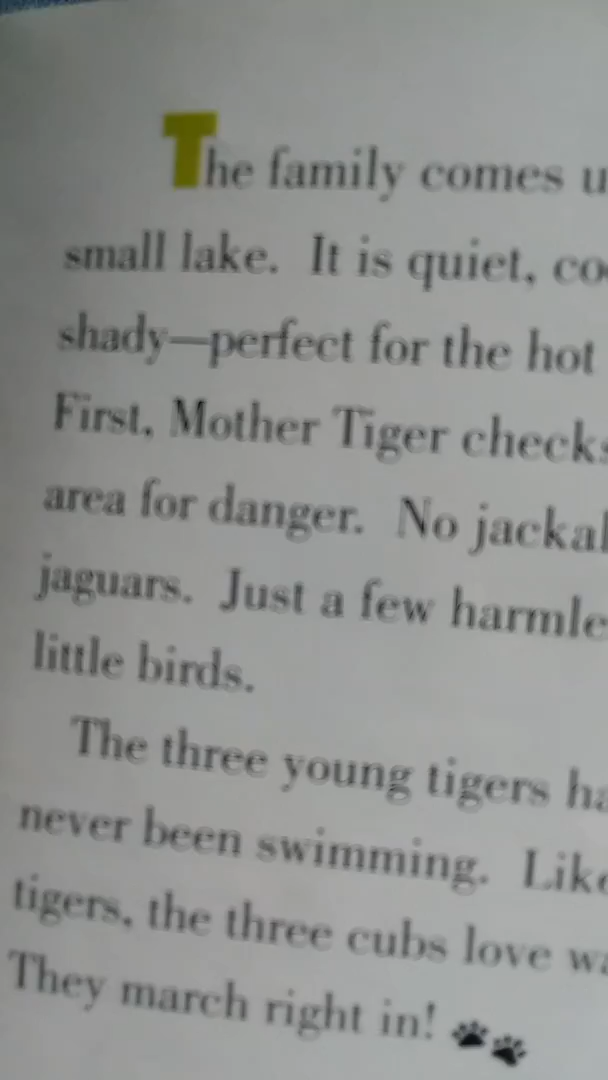 The family comes u
small lake. It is quiet, co
shady—perfect for the hot
First, Mother Tiger checks
area for danger. No jackal
jaguars. Just a few harmle
little birds.
The three young tigers ha
never been swimming. Like
tigers, the three cubs love wa
They march right in!